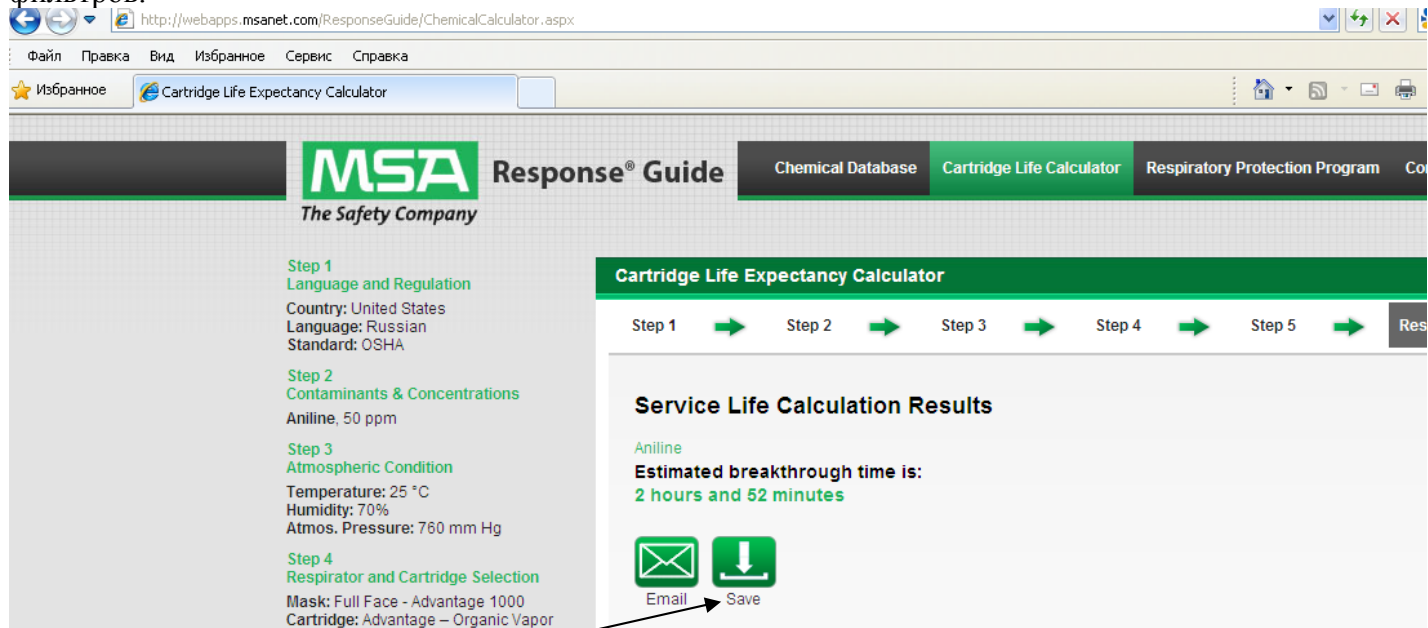 фильтров.
http://webapps.msanet.com/ResponseGuide/ChemicalCalculator.aspx
Файл Правка Вид Избранное Сервис Справка
Избранное Cartridge Life Expectancy Calculator
MSA Response® Guide Chemical Database Cartridge Life Calculator Respiratory Protection Program Co
The Safety Company
Step 1
Language and Regulation
Country: United States
Language: Russian
Standard: OSHA
Step 2
Contaminants & Concentrations
Aniline, 50 ppm
Step 3
Atmospheric Condition
Temperature: 25 °C
Humidity: 70%
Atmos. Pressure: 760 mm Hg
Step 4
Respirator and Cartridge Selection
Mask: Full Face - Advantage 1000
Cartridge: Advantage – Organic Vapor
Cartridge Life Expectancy Calculator
Step 1 Step 2 Step 3 Step 4 Step 5 Res
Service Life Calculation Results
Aniline
Estimated breakthrough time is:
2 hours and 52 minutes
Email Save